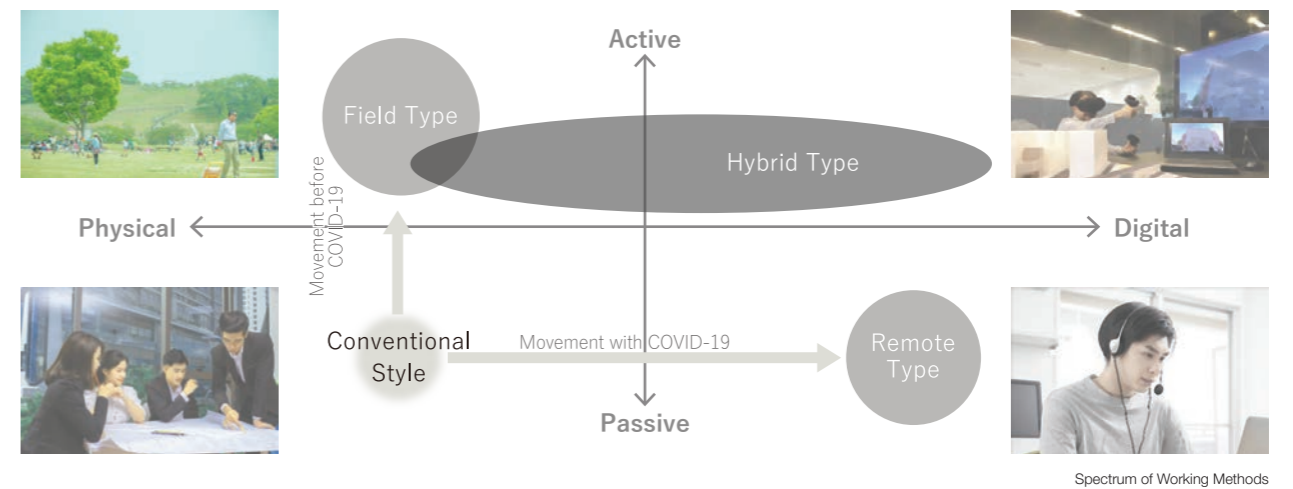 Active
Field Type
Hybrid Type
Movement before
COVID-19
Physical
Digital
Conventional
Style
Movement with COVID-19
Remote
Type
Passive
Spectrum of Working Methods